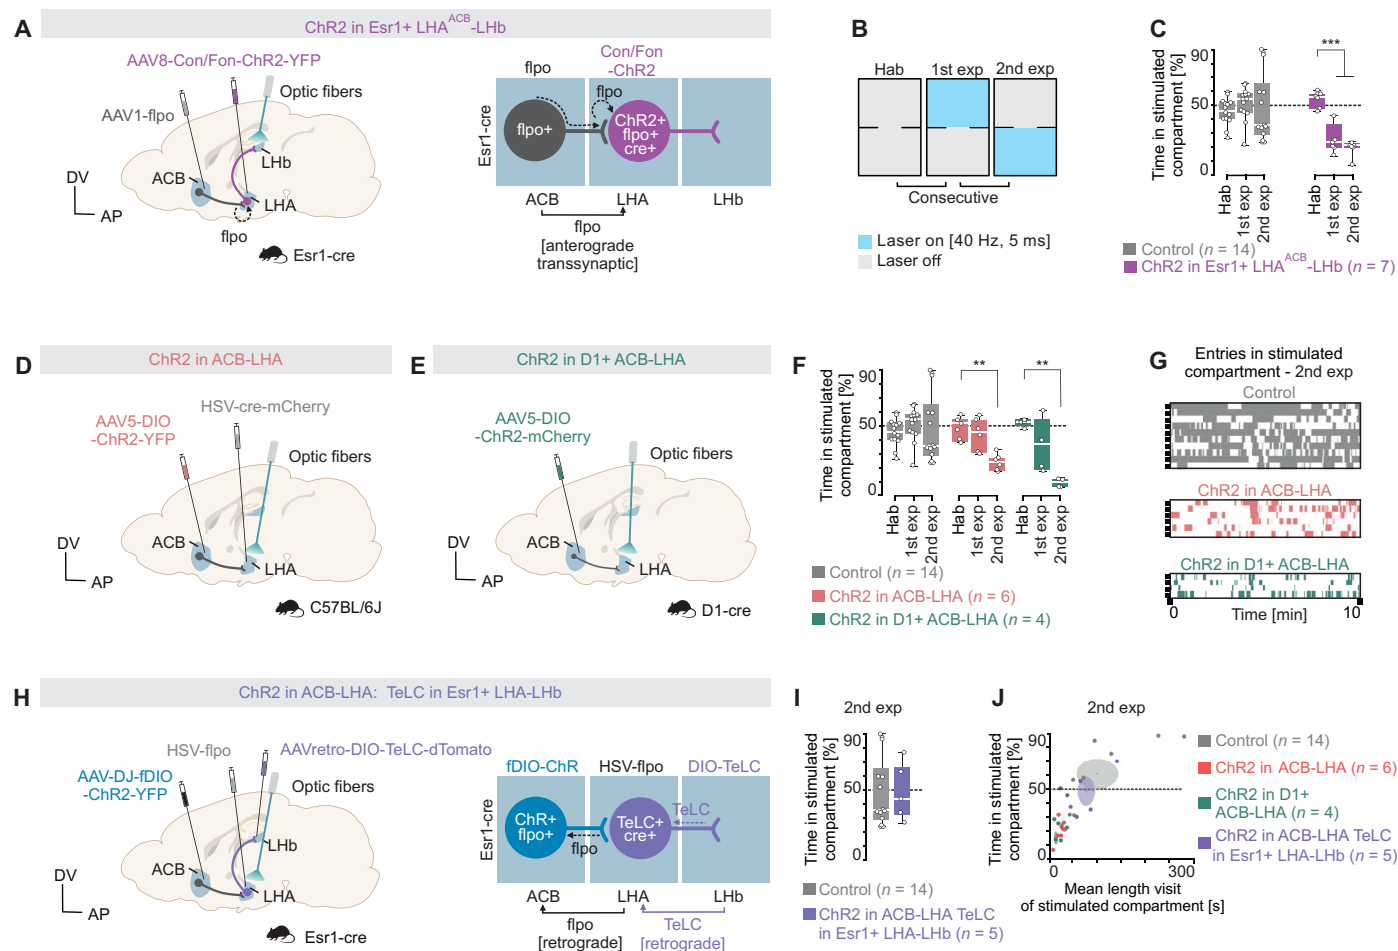 A
ChR2 in Esr1+ LHA^ACB-LHb
AAV8-Con/Fon-ChR2-YFP
Optic fibers
AAV1-flpo
LHb
ACB
LHA
DV
AP
flpo
Esr1-cre
flpo
Con/Fon
-ChR2
Esr1-cre
flpo
flpo+
ChR2+
flpo+
cre+
ACB
LHA
LHb
flpo
[anterograde
transsynaptic]
B
Hab
1st exp
2nd exp
Consecutive
Laser on [40 Hz, 5 ms]
Laser off
C
Time in stimulated
compartment [%]
90
50
0
***
Hab
1st exp
2nd exp
Hab
1st exp
2nd exp
Control (n = 14)
ChR2 in Esr1+ LHA^ACB-LHb (n = 7)
D
ChR2 in ACB-LHA
HSV-cre-mCherry
AAV5-DIO
-ChR2-YFP
Optic fibers
ACB
LHA
DV
AP
C57BL/6J
E
ChR2 in D1+ ACB-LHA
AAV5-DIO
-ChR2-mCherry
Optic fibers
ACB
LHA
DV
AP
D1-cre
F
Time in stimulated
compartment [%]
90
50
0
**
**
Hab
1st exp
2nd exp
Hab
1st exp
2nd exp
Hab
1st exp
2nd exp
Control (n = 14)
ChR2 in ACB-LHA (n = 6)
ChR2 in D1+ ACB-LHA (n = 4)
G
Entries in stimulated
compartment - 2nd exp
Control
ChR2 in ACB-LHA
ChR2 in D1+ ACB-LHA
0
Time [min]
10
H
ChR2 in ACB-LHA: TeLC in Esr1+ LHA-LHb
HSV-flpo
AAVretro-DIO-TeLC-dTomato
AAV-DJ-fDIO
-ChR2-YFP
Optic fibers
LHb
ACB
LHA
DV
AP
Esr1-cre
fDIO-ChR
HSV-flpo
DIO-TeLC
Esr1-cre
ChR+
flpo+
flpo
TeLC+
cre+
TeLC
ACB
LHA
LHb
flpo
[retrograde]
TeLC
[retrograde]
I
2nd exp
Time in stimulated
compartment [%]
90
50
0
Control (n = 14)
ChR2 in ACB-LHA TeLC
in Esr1+ LHA-LHb (n = 5)
J
2nd exp
Time in stimulated
compartment [%]
90
50
0
0
300
Mean length visit
of stimulated compartment [s]
Control (n = 14)
ChR2 in ACB-LHA (n = 6)
ChR2 in D1+
ACB-LHA (n = 4)
ChR2 in ACB-LHA TeLC
in Esr1+ LHA-LHb (n = 5)